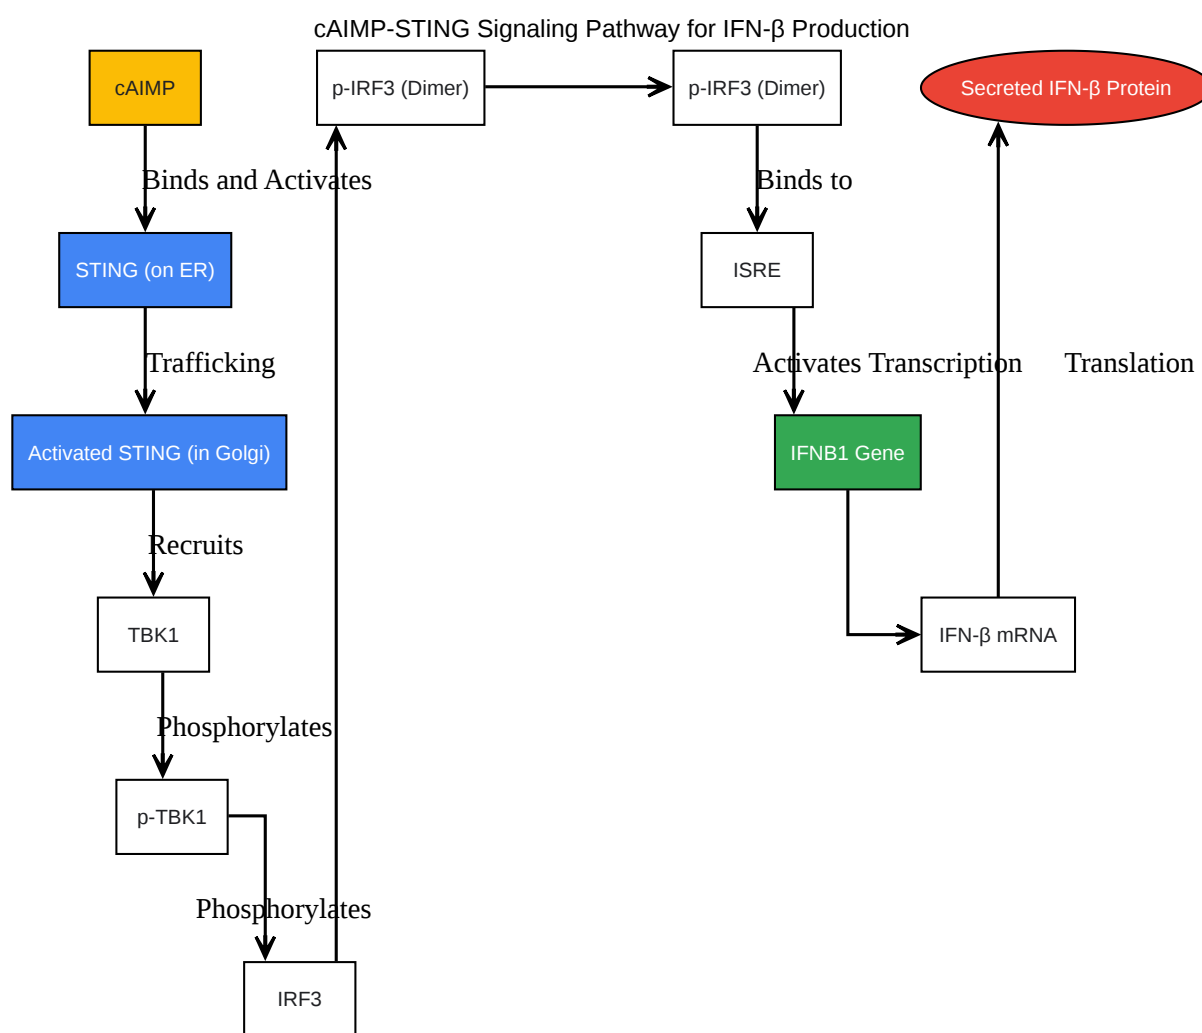 cAIMP-STING Signaling Pathway for IFN-β Production
cAIMP
Binds and Activates
STING (on ER)
Trafficking
Activated STING (in Golgi)
Recruits
TBK1
Phosphorylates
p-TBK1
Phosphorylates
IRF3
p-IRF3 (Dimer)
p-IRF3 (Dimer)
Binds to
ISRE
Activates Transcription
IFNB1 Gene
IFN-β mRNA
Translation
Secreted IFN-β Protein